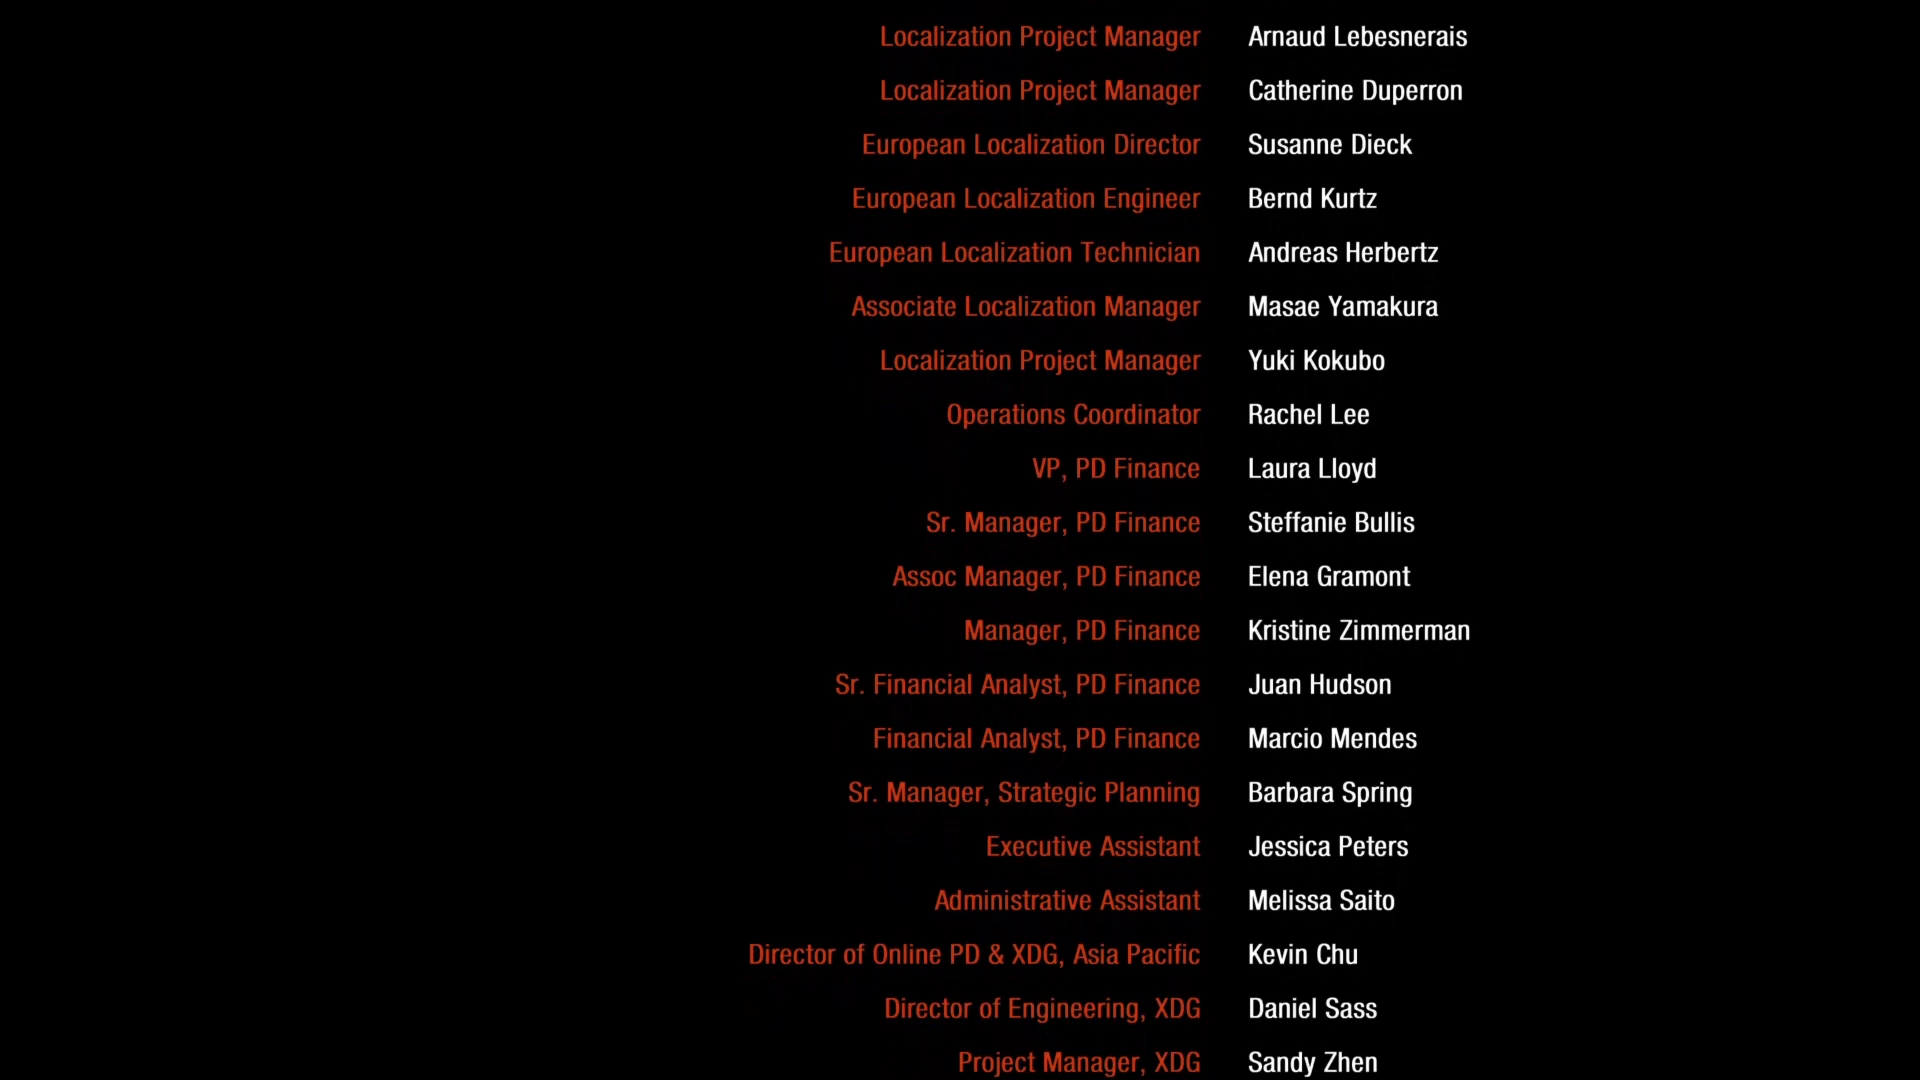 Localization Project Manager Arnaud Lebesnerais
Localization Project Manager Catherine Duperron
European Localization Director Susanne Dieck
European Localization Engineer Bernd Kurtz
European Localization Technician Andreas Herbertz
Associate Localization Manager Masae Yamakura
Localization Project Manager Yuki Kokubo
Operations Coordinator Rachel Lee
VP, PD Finance Laura Lloyd
Sr. Manager, PD Finance Steffanie Bullis
Assoc Manager, PD Finance Elena Gramont
Manager, PD Finance Kristine Zimmerman
Sr. Financial Analyst, PD Finance Juan Hudson
Financial Analyst, PD Finance Marcio Mendes
Sr. Manager, Strategic Planning Barbara Spring
Executive Assistant Jessica Peters
Administrative Assistant Melissa Saito
Director of Online PD & XDG, Asia Pacific Kevin Chu
Director of Engineering, XDG Daniel Sass
Project Manager, XDG Sandy Zhen